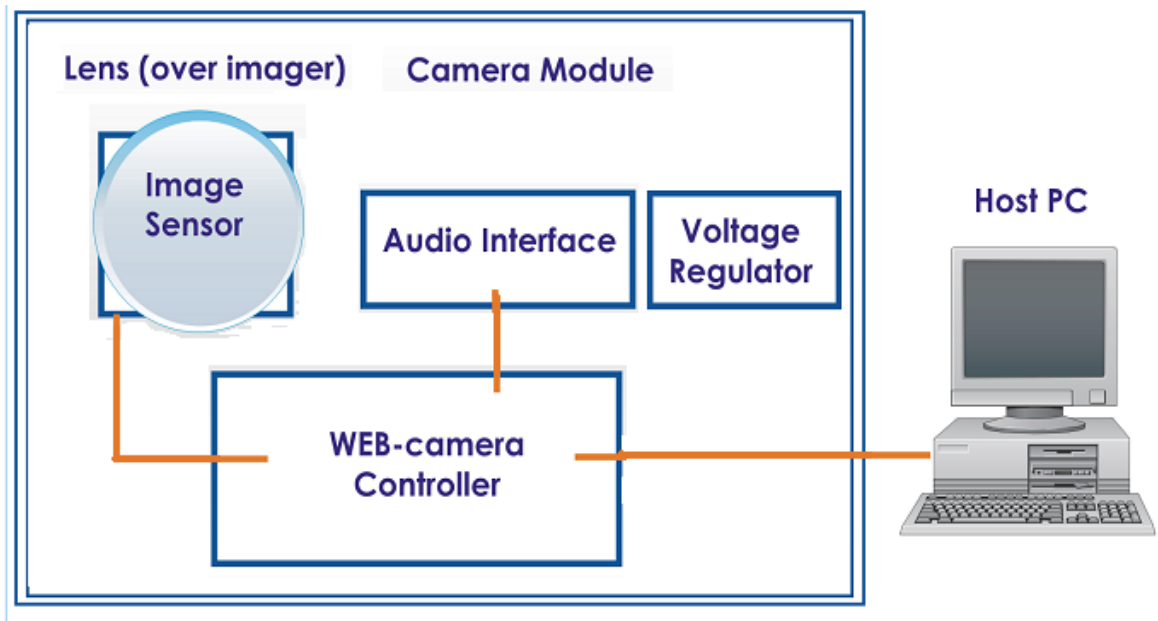 Lens (over imager)
Camera Module
Image
Sensor
Audio Interface
Voltage
Regulator
Host PC
WEB-camera
Controller